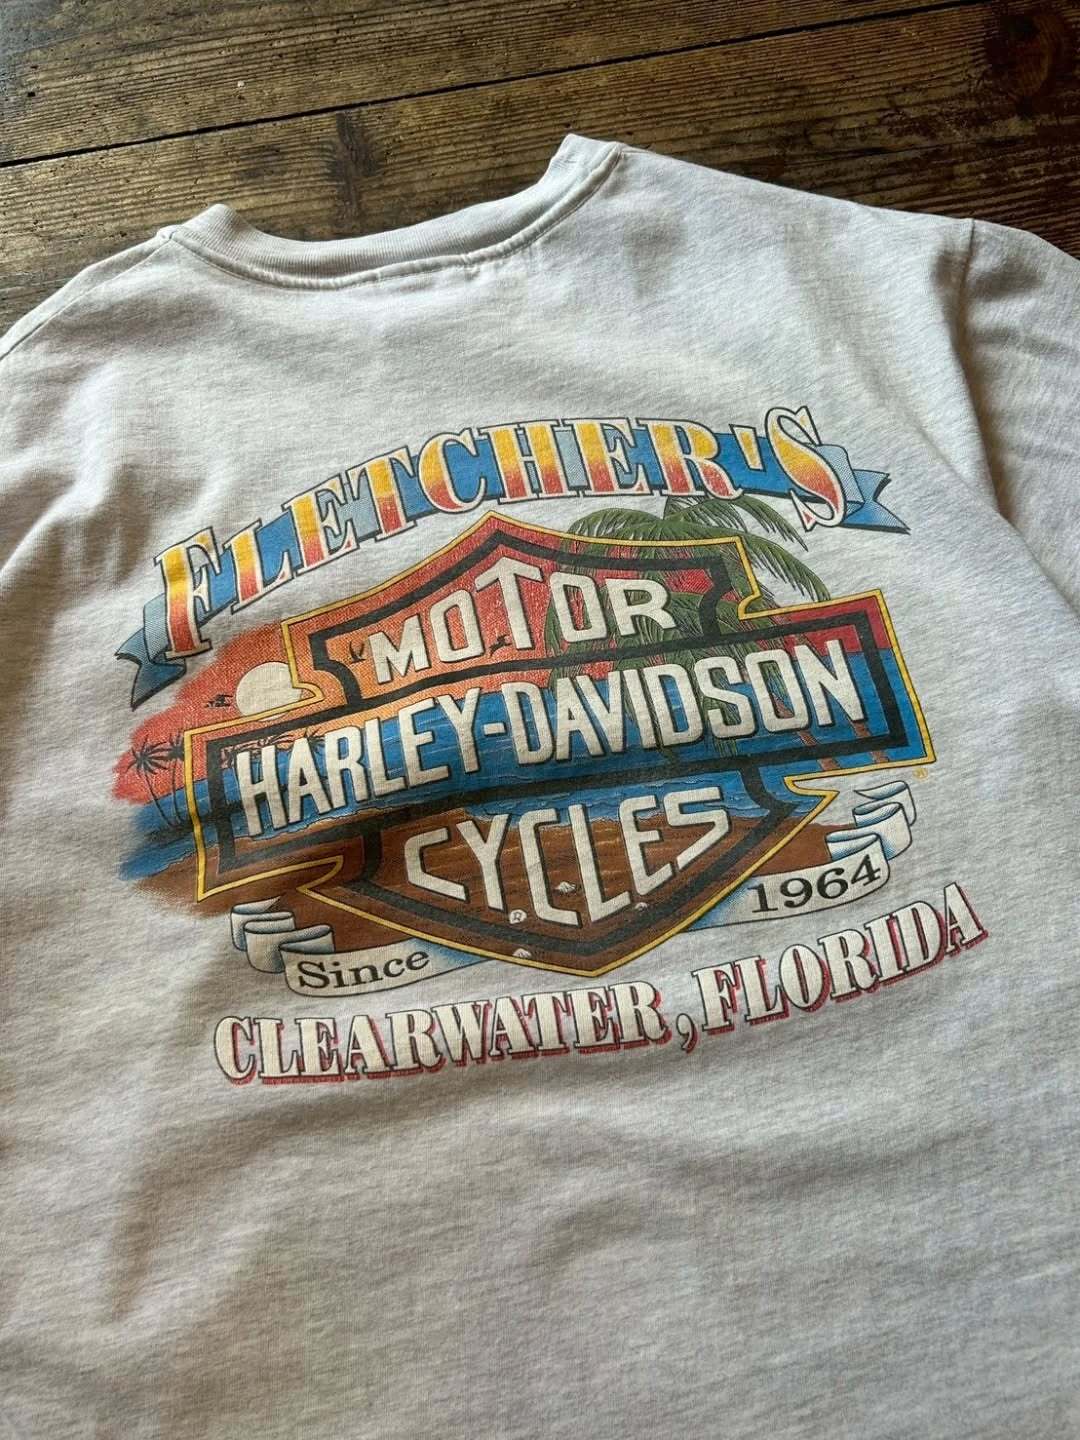 FLETCHER'S
MOTOR
HARLEY-DAVIDSON
CYCLES
®
Since 1964
CLEARWATER, FLORIDA